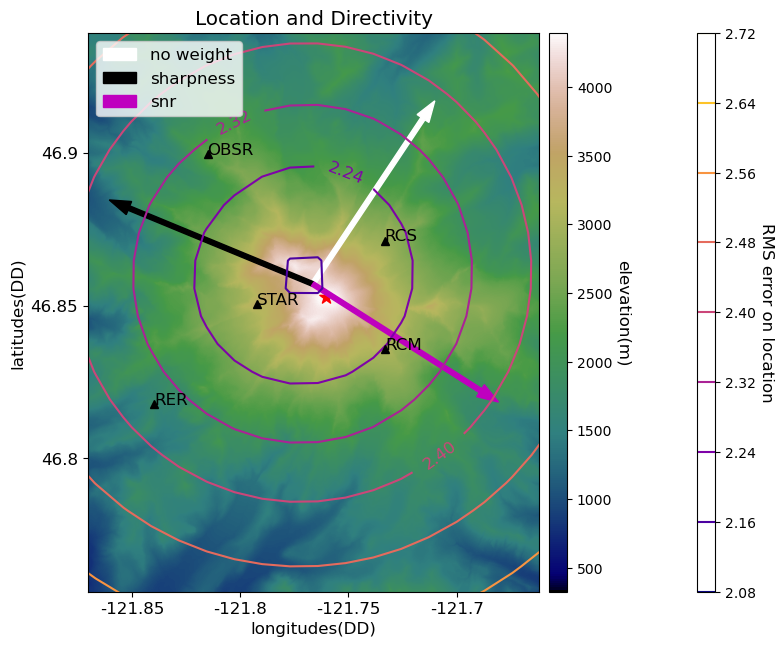 Location and Directivity
no weight
sharpness
snr
2.32
2.24
2.40
OBSR
RCS
STAR
RCM
RER
46.9
46.85
46.8
latitudes(DD)
-121.85
-121.8
-121.75
-121.7
longitudes(DD)
4000
3500
3000
2500
2000
1500
1000
500
elevation(m)
2.72
2.64
2.56
2.48
2.40
2.32
2.24
2.16
2.08
RMS error on location